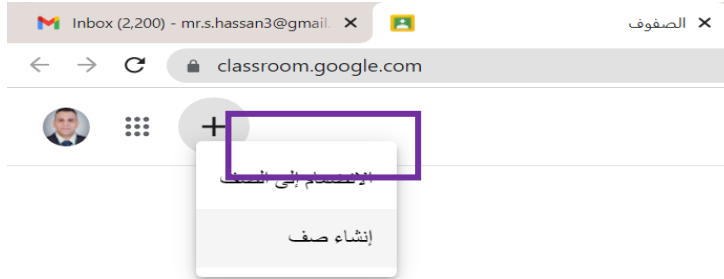 Inbox (2,200) - mr.s.hassan3@gmail.
الصفوف
classroom.google.com
الانضمام إلى الصف
إنشاء صف